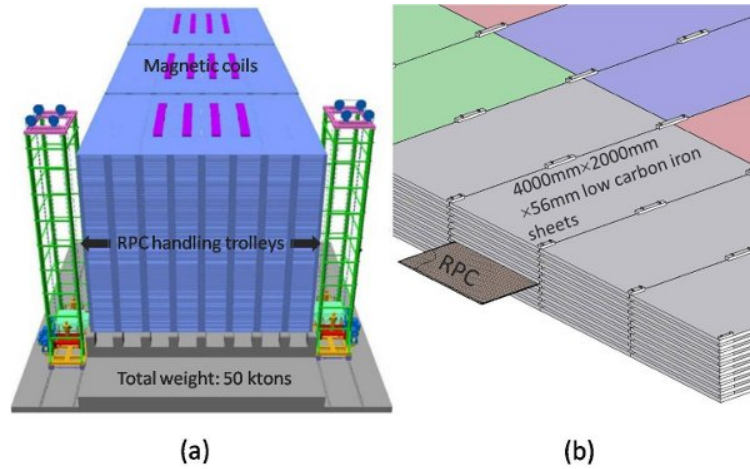 Magnetic coils
RPC handling trolleys
Total weight: 50 ktons
4000mm×2000mm
×56mm low carbon iron
sheets
RPC
(a)
(b)